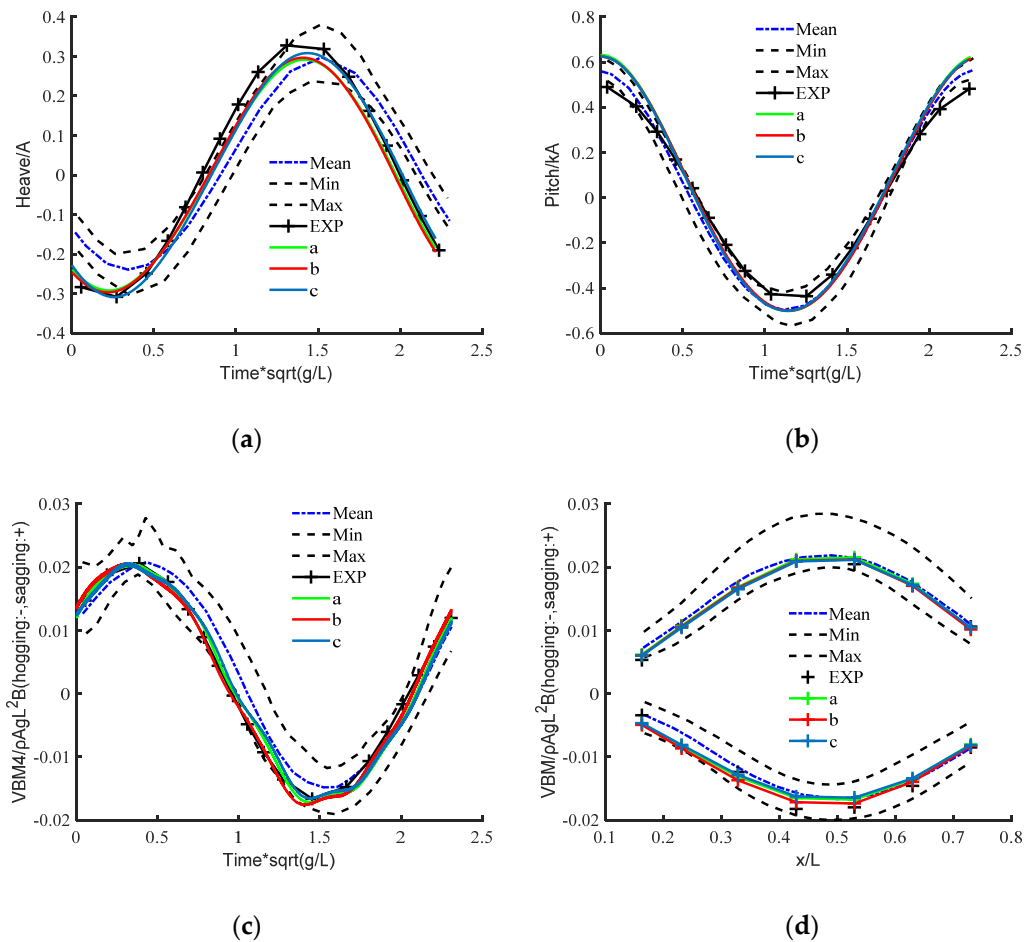 0.4
0.3
0.2
0.1
0
-0.1
-0.2
-0.3
-0.4
Heave/A
Mean
Min
Max
EXP
a
b
c
0 0.5 1 1.5 2 2.5
Time*sqrt(g/L)
(a)
0.8
0.6
0.4
0.2
0
-0.2
-0.4
-0.6
Pitch/kA
Mean
Min
Max
EXP
a
b
c
0 0.5 1 1.5 2 2.5
Time*sqrt(g/L)
(b)
0.03
0.02
0.01
0
-0.01
-0.02
VBM4/ρAgL²B(hogging:-,sagging:+)
Mean
Min
Max
EXP
a
b
c
0 0.5 1 1.5 2 2.5
Time*sqrt(g/L)
(c)
0.03
0.02
0.01
0
-0.01
-0.02
VBM/ρAgL²B(hogging:-,sagging:+)
Mean
Min
Max
EXP
a
b
c
0.1 0.2 0.3 0.4 0.5 0.6 0.7 0.8
x/L
(d)